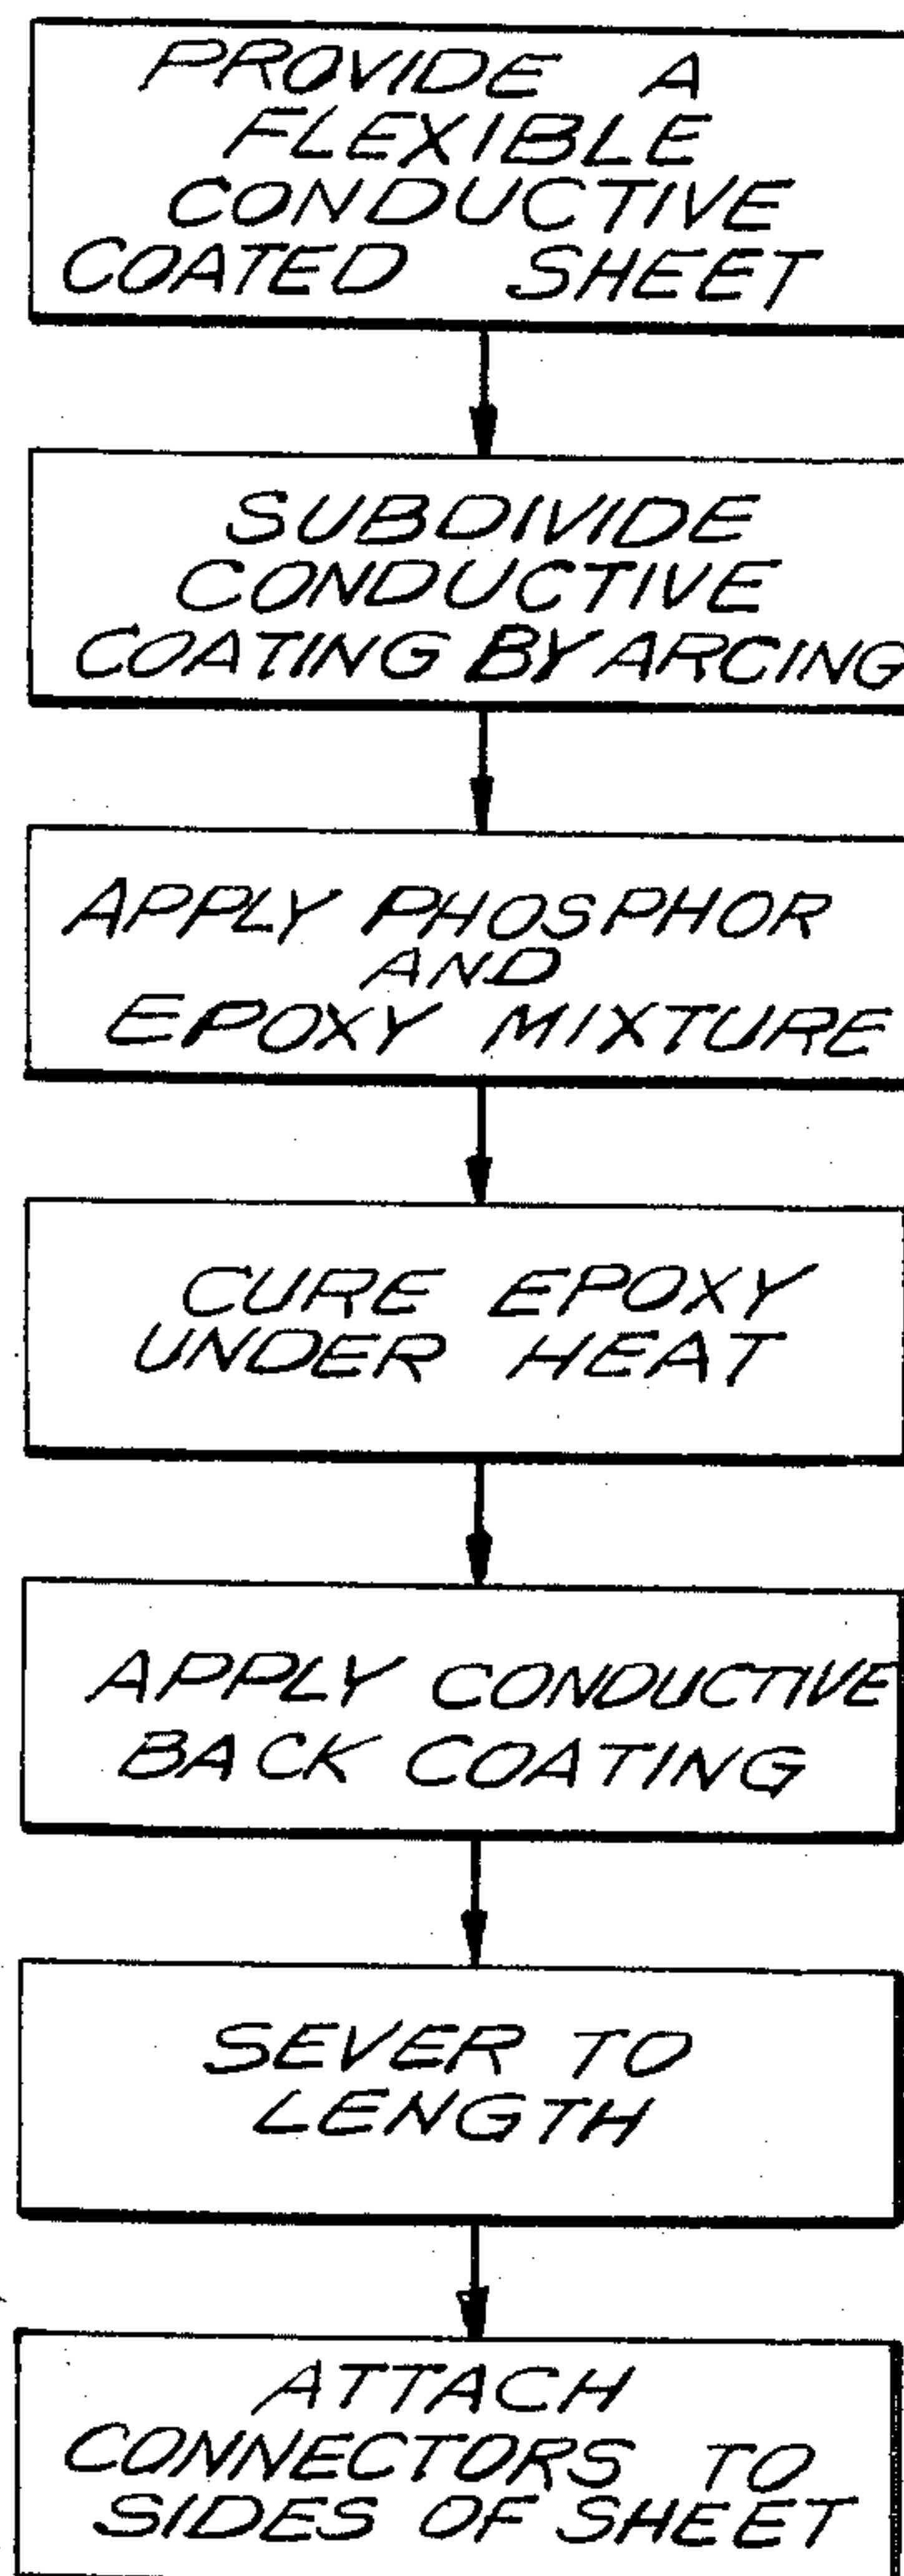 PROVIDE A
FLEXIBLE
CONDUCTIVE
COATED SHEET
SUBDIVIDE
CONDUCTIVE
COATING BY ARCING
APPLY PHOSPHOR
AND
EPOXY MIXTURE
CURE EPOXY
UNDER HEAT
APPLY CONDUCTIVE
BACK COATING
SEVER TO
LENGTH
ATTACH
CONNECTORS TO
SIDES OF SHEET